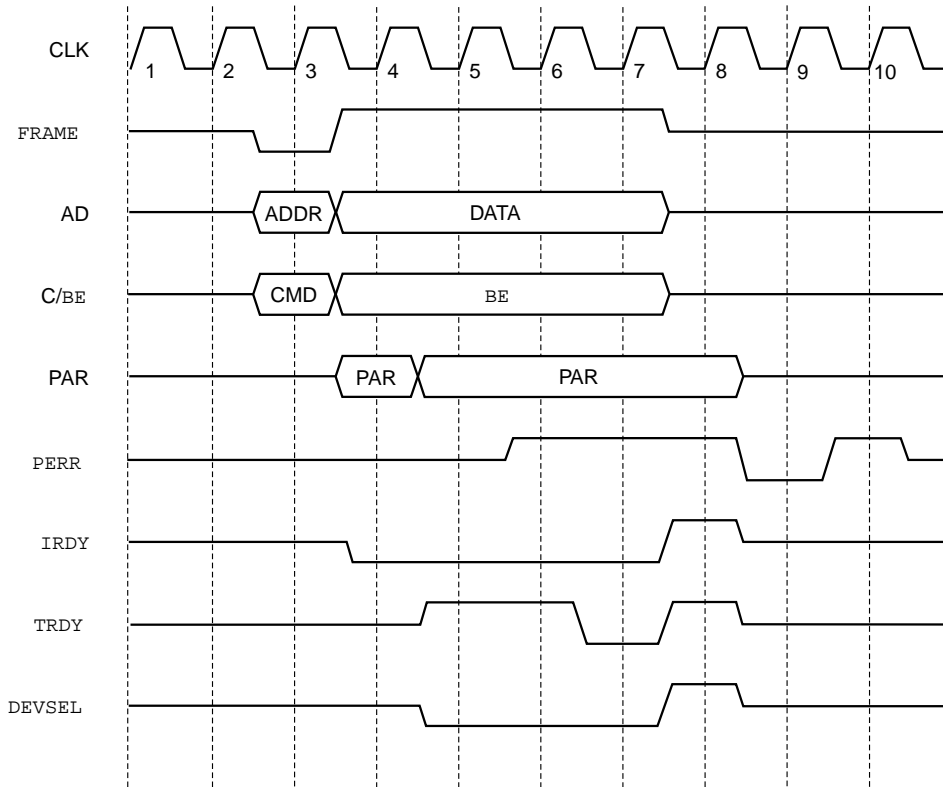 CLK
1 2 3 4 5 6 7 8 9 10
FRAME
AD ADDR DATA
C/BE CMD BE
PAR PAR PAR
PERR
IRDY
TRDY
DEVSEL